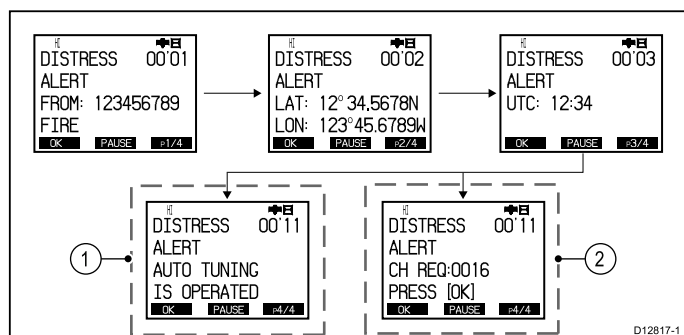 HI
DISTRESS 00'01
ALERT
FROM: 123456789
FIRE
OK PAUSE P1/4
HI
DISTRESS 00'02
ALERT
LAT: 12°34.5678N
LON: 123°45.6789W
OK PAUSE P2/4
HI
DISTRESS 00'03
ALERT
UTC: 12:34
OK PAUSE P3/4
HI
DISTRESS 00'11
ALERT
AUTO TUNING
IS OPERATED
OK PAUSE P4/4
1
HI
DISTRESS 00'11
ALERT
CH REQ:0016
PRESS [OK]
OK PAUSE P4/4
2
D12817-1